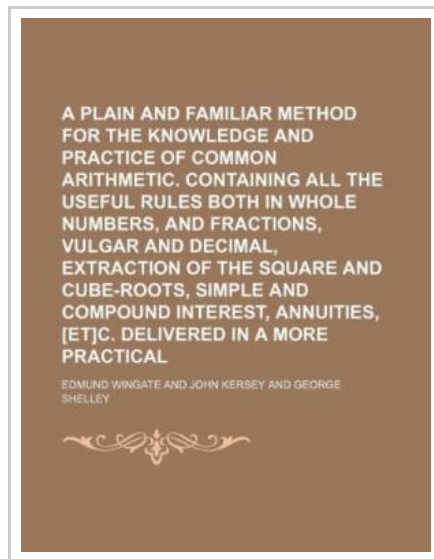 A PLAIN AND FAMILIAR METHOD
FOR THE KNOWLEDGE AND
PRACTICE OF COMMON
ARITHMETIC. CONTAINING ALL THE
USEFUL RULES BOTH IN WHOLE
NUMBERS, AND FRACTIONS,
VULGAR AND DECIMAL,
EXTRACTION OF THE SQUARE AND
CUBE-ROOTS, SIMPLE AND
COMPOUND INTEREST, ANNUITIES,
[ET]C. DELIVERED IN A MORE
PRACTICAL
EDMUND WINGATE AND JOHN KERSEY AND GEORGE
SHELLEY